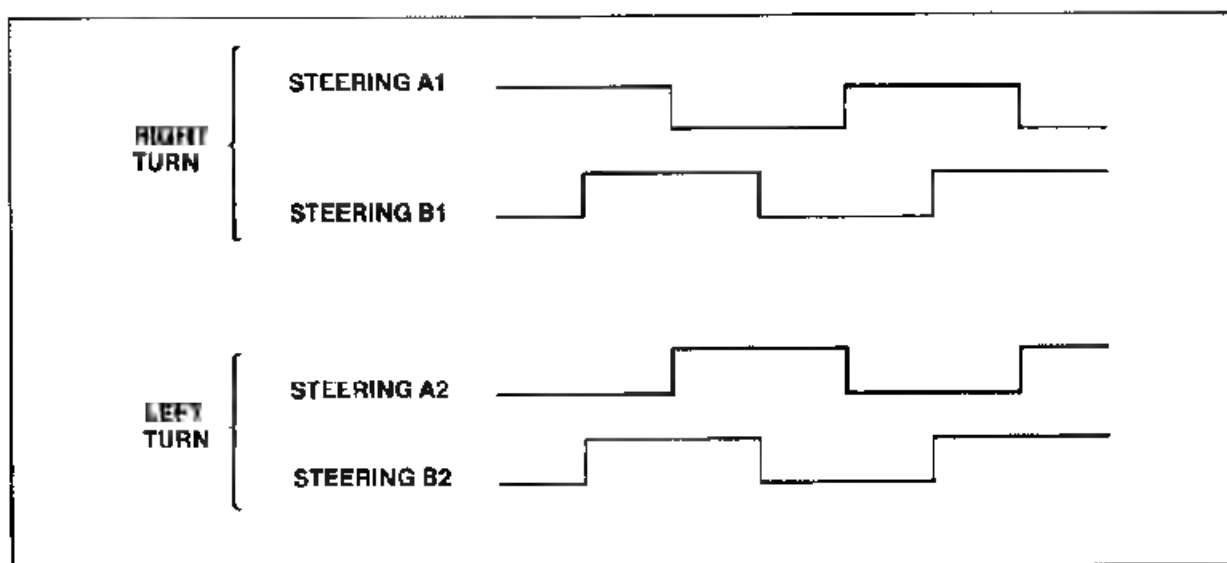 STEERING A1
RIGHT
TURN
STEERING B1
STEERING A2
LEFT
TURN
STEERING B2